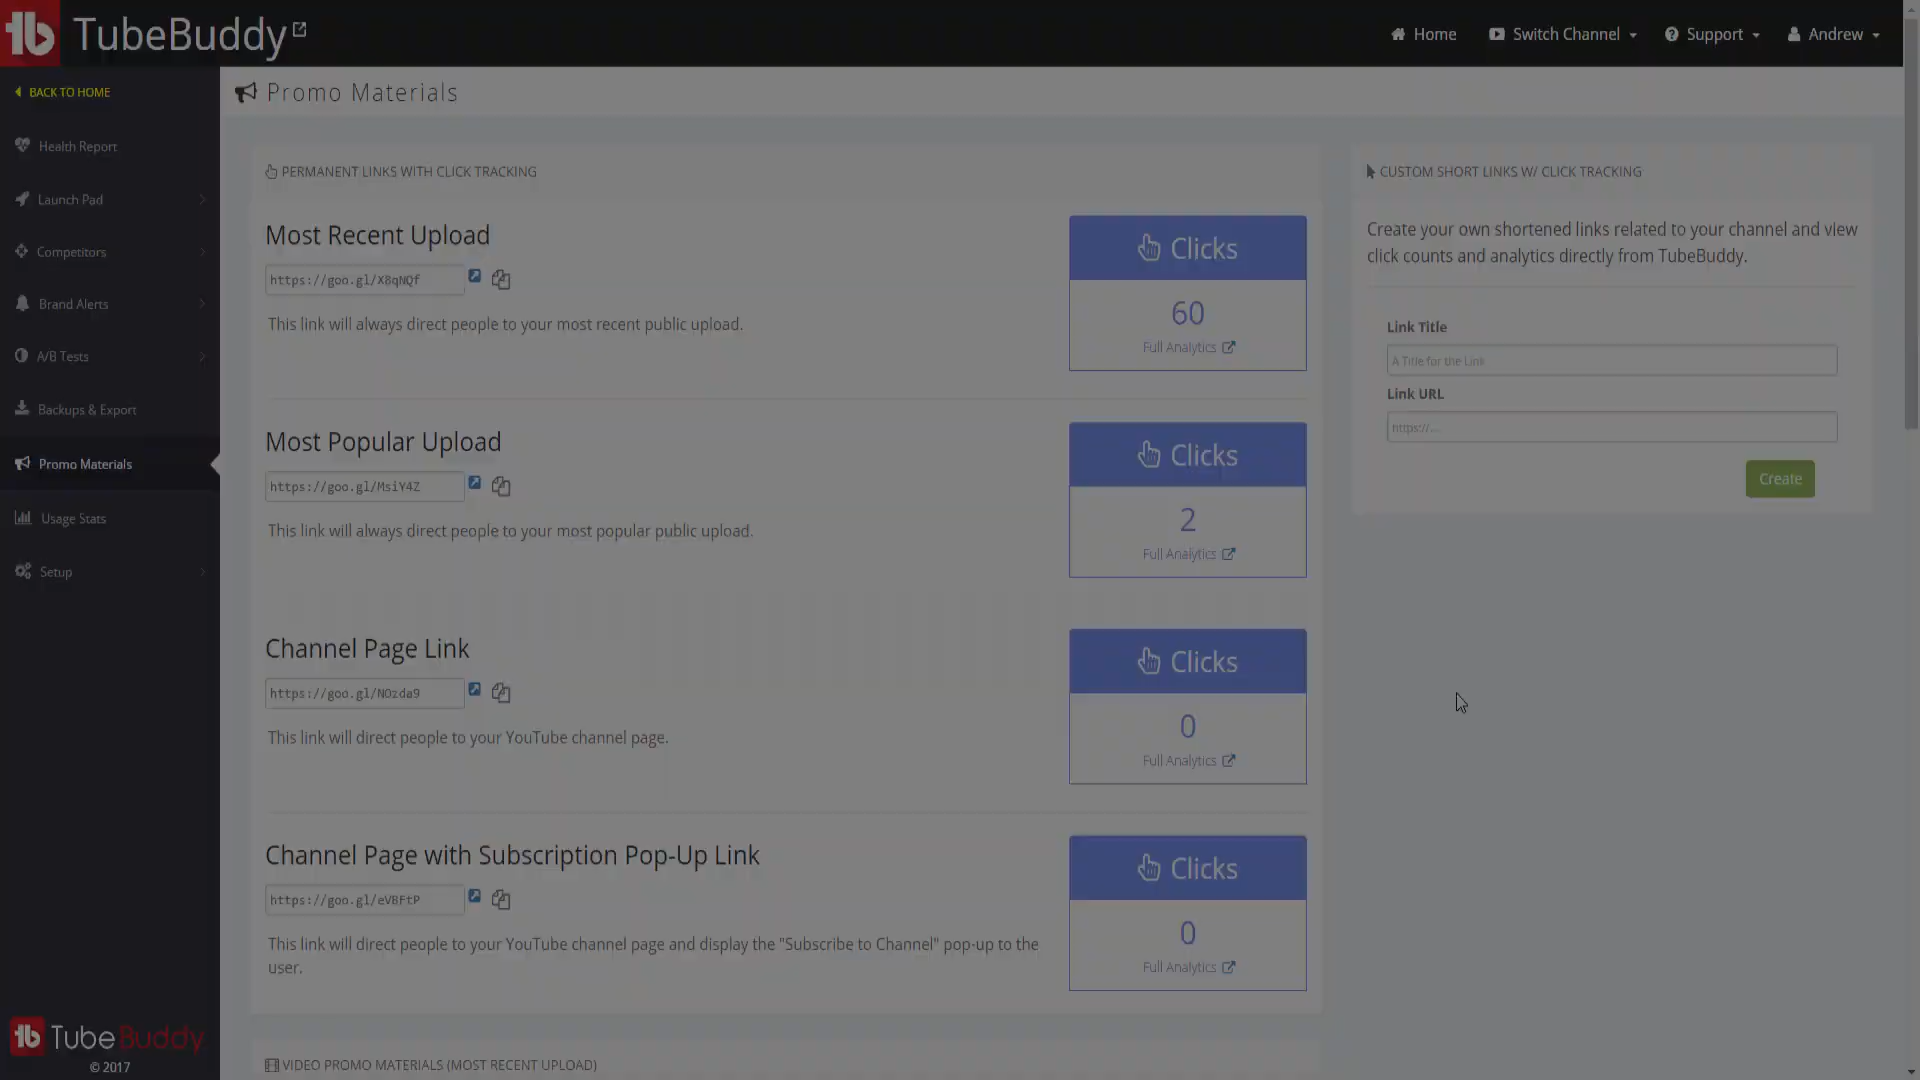 TubeBuddy
Home
Switch Channel
Support
Andrew
BACK TO HOME
Health Report
Launch Pad
Competitors
Brand Alerts
A/B Tests
Backups & Export
Promo Materials
Usage Stats
Setup
TubeBuddy
© 2017
Promo Materials
PERMANENT LINKS WITH CLICK TRACKING
Most Recent Upload
https://goo.gl/X8qNQf
This link will always direct people to your most recent public upload.
Clicks
60
Full Analytics
Most Popular Upload
https://goo.gl/MsiY4Z
This link will always direct people to your most popular public upload.
Clicks
2
Full Analytics
Channel Page Link
https://goo.gl/NOzda9
This link will direct people to your YouTube channel page.
Clicks
0
Full Analytics
Channel Page with Subscription Pop-Up Link
https://goo.gl/eVBFtP
This link will direct people to your YouTube channel page and display the "Subscribe to Channel" pop-up to the
user.
Clicks
0
Full Analytics
VIDEO PROMO MATERIALS (MOST RECENT UPLOAD)
CUSTOM SHORT LINKS W/ CLICK TRACKING
Create your own shortened links related to your channel and view
click counts and analytics directly from TubeBuddy.
Link Title
A Title for the Link
Link URL
https://...
Create